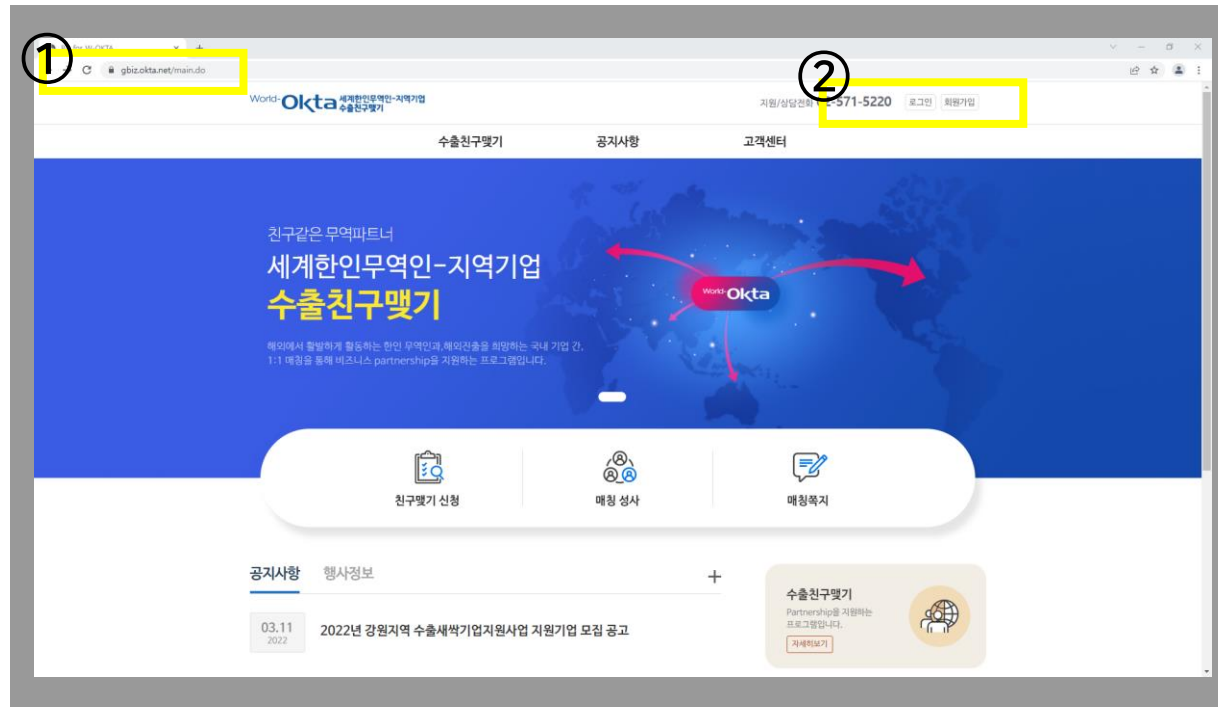 ①
for W-OKTA
gbiz.okta.net/main.do
②
World-Okta 세계한인무역인-지역기업
수출친구맺기
지원/상담전화
2-571-5220
로그인
회원가입
수출친구맺기
공지사항
고객센터
친구같은 무역파트너
세계한인무역인-지역기업
수출친구맺기
해외에서 활발하게 활동하는 한인 무역인과,해외진출을 희망하는 국내 기업 간,
1:1 매칭을 통해 비즈니스 partnership을 지원하는 프로그램입니다.
World-Okta
친구맺기 신청
매칭 성사
매칭쪽지
공지사항
행사정보
03.11
2022
2022년 강원지역 수출새싹기업지원사업 지원기업 모집 공고
수출친구맺기
Partnership을 지원하는
프로그램입니다.
자세히보기